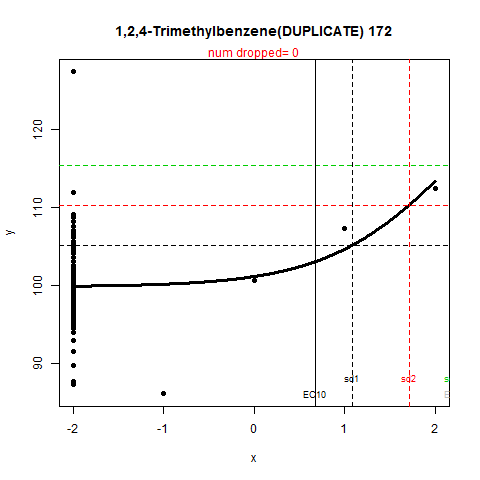 1,2,4-Trimethylbenzene(DUPLICATE) 172
num dropped= 0
120
110
100
90
y
sd1 sd2 s
EC10 E
-2 -1 0 1 2
x